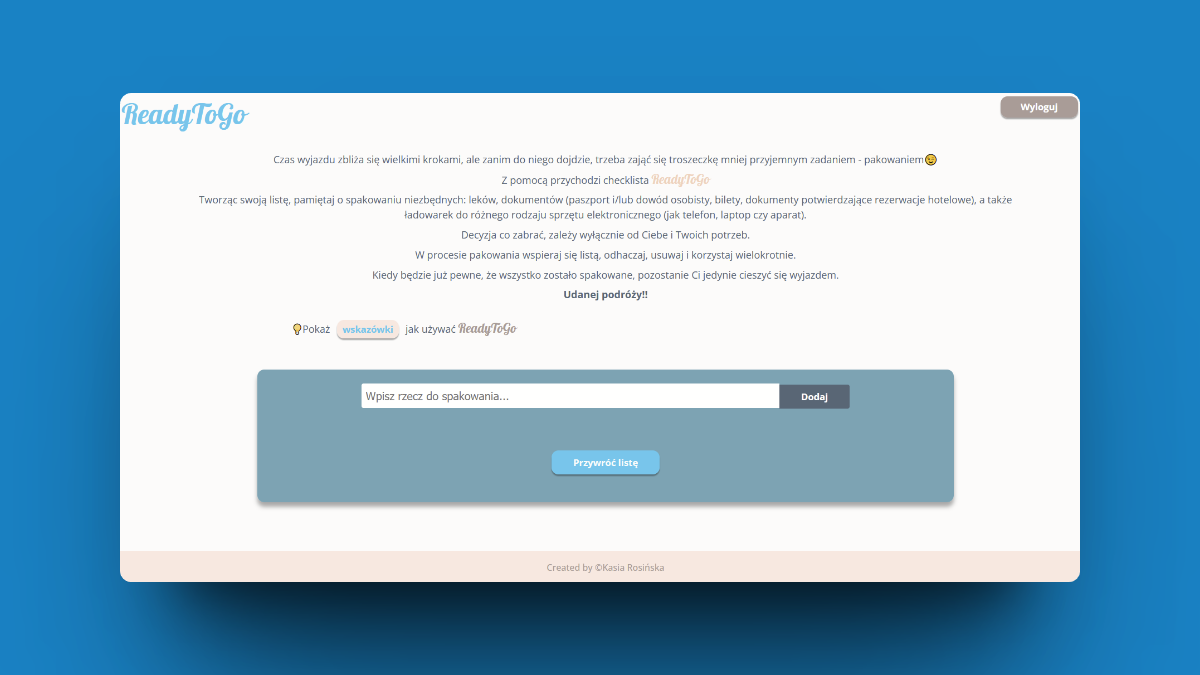 ReadyToGo
Wyloguj
Czas wyjazdu zbliża się wielkimi krokami, ale zanim do niego dojdzie, trzeba zająć się troszeczkę mniej przyjemnym zadaniem - pakowaniem😉
Z pomocą przychodzi checklista ReadyToGo
Tworząc swoją listę, pamiętaj o spakowaniu niezbędnych: leków, dokumentów (paszport i/lub dowód osobisty, bilety, dokumenty potwierdzające rezerwacje hotelowe), a także
ładowarek do różnego rodzaju sprzętu elektronicznego (jak telefon, laptop czy aparat).
Decyzja co zabrać, zależy wyłącznie od Ciebie i Twoich potrzeb.
W procesie pakowania wspieraj się listą, odhaczaj, usuwaj i korzystaj wielokrotnie.
Kiedy będzie już pewne, że wszystko zostało spakowane, pozostanie Ci jedynie cieszyć się wyjazdem.
Udanej podróży!!
💡Pokaż wskazówki jak używać ReadyToGo
Wpisz rzecz do spakowania...
Dodaj
Przywróć listę
Created by ©Kasia Rosińska